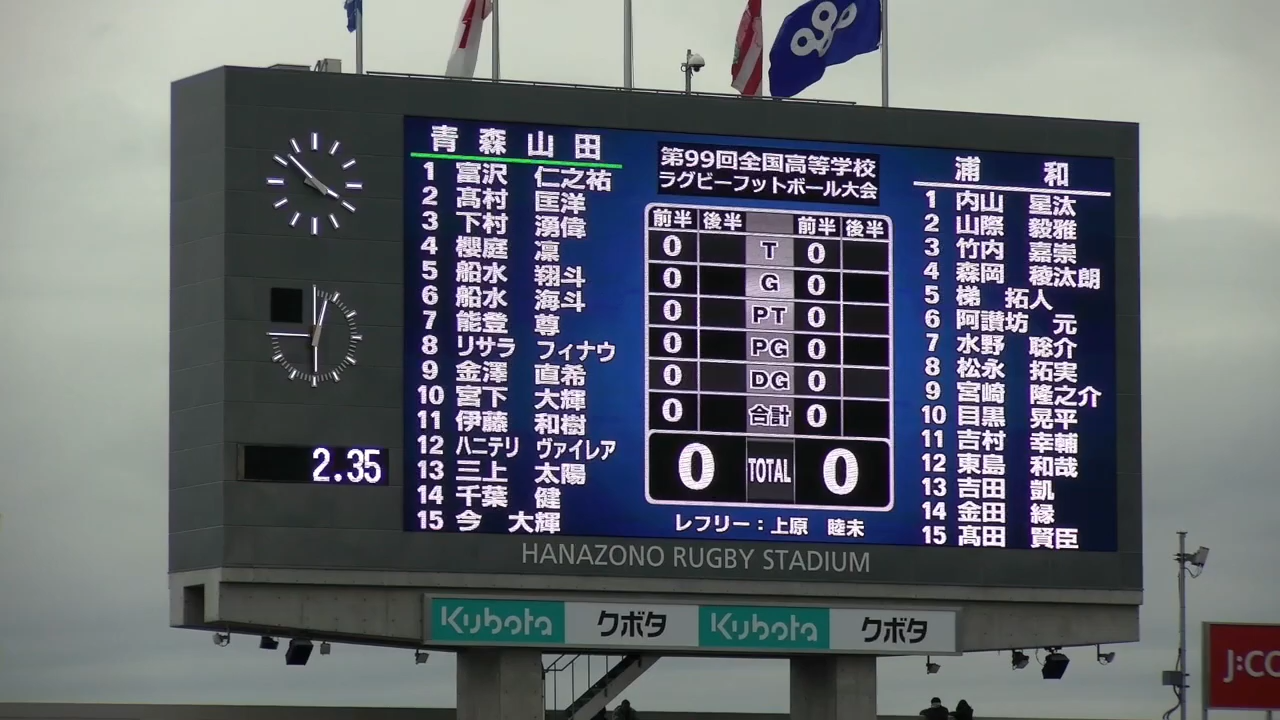 青森山田
1 富沢 仁之祐
2 髙村 匡洋
3 下村 湧偉
4 櫻庭 凜
5 船水 翔斗
6 船水 海斗
7 能登 尊
8 リサラ フィナウ
9 金澤 直希
10 宮下 大輝
11 伊藤 和樹
12 ハニテリ ヴァイレア
13 三上 太陽
14 千葉 健
15 今 大輝
第99回全国高等学校
ラグビーフットボール大会
前半 後半 前半 後半
0 T 0
0 G 0
0 PT 0
0 PG 0
0 DG 0
0 合計 0
0 TOTAL 0
レフリー：上原 睦未
浦和
1 内山 星汰
2 山際 毅雅
3 竹内 嘉崇
4 森岡 稜汰朗
5 梯 拓人
6 阿讃坊 元
7 水野 聡介
8 松永 拓実
9 宮崎 隆之介
10 目黒 晃平
11 吉村 幸輔
12 東島 和哉
13 吉田 凱
14 金田 縁
15 髙田 賢臣
2.35
HANAZONO RUGBY STADIUM
Kubota クボタ Kubota クボタ